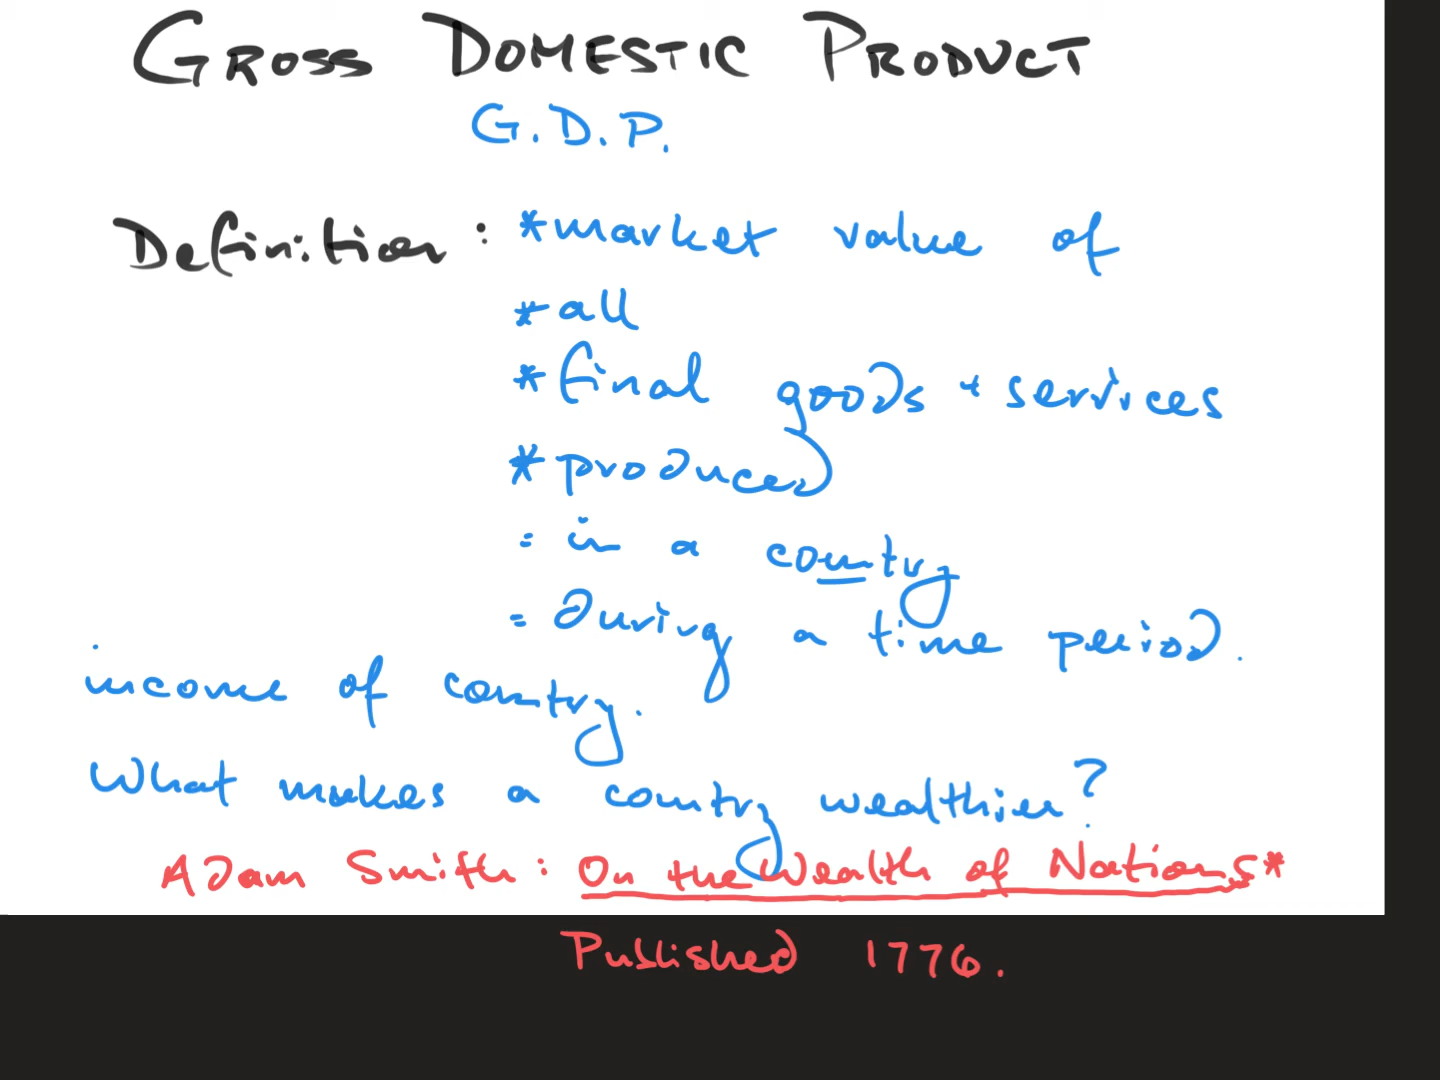 GROSS DOMESTIC PRODUCT
G.D.P.
Definition : *market value of
*all
*final goods + services
*produced
= in a country
= during a time period.
income of country.
What makes a country wealthier?
Adam Smith: On the Wealth of Nations*
Published 1776.